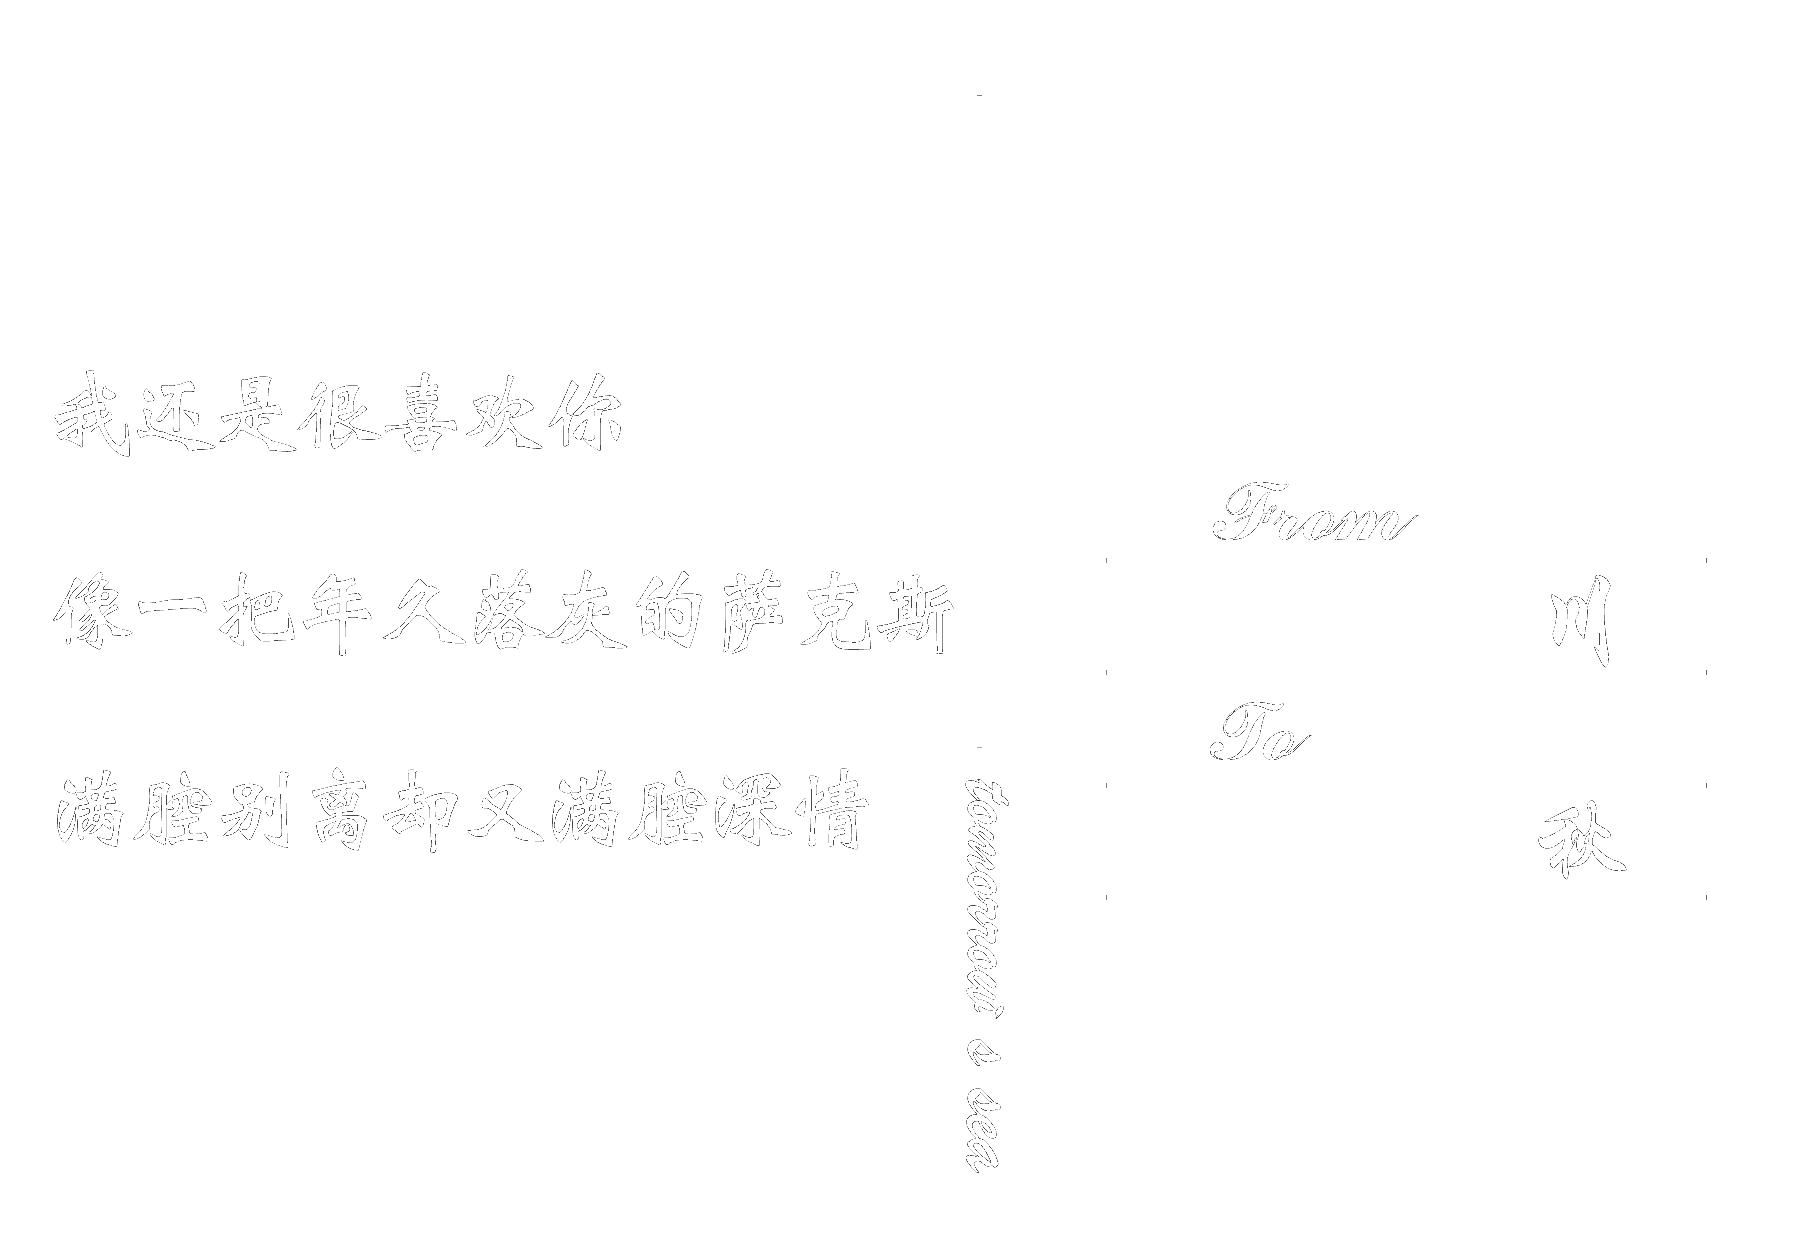 我还是很喜欢你
像一把年久落灰的萨克斯
满腔别离却又满腔深情
tomorrow's sea
From
川
To
秋